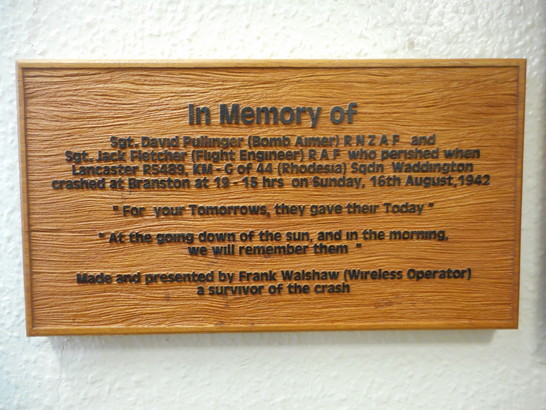 In Memory of
Sgt. David Pullinger (Bomb Aimer) R N Z A F and
Sgt. Jack Fletcher (Flight Engineer) R A F who perished when
Lancaster R5489, KM - G of 44 (Rhodesia) Sqdn Waddington
crashed at Branston at 19 - 15 hrs on Sunday, 16th August,1942
" For your Tomorrows, they gave their Today "
" At the going down of the sun, and in the morning,
we will remember them "
Made and presented by Frank Walshaw (Wireless Operator)
a survivor of the crash